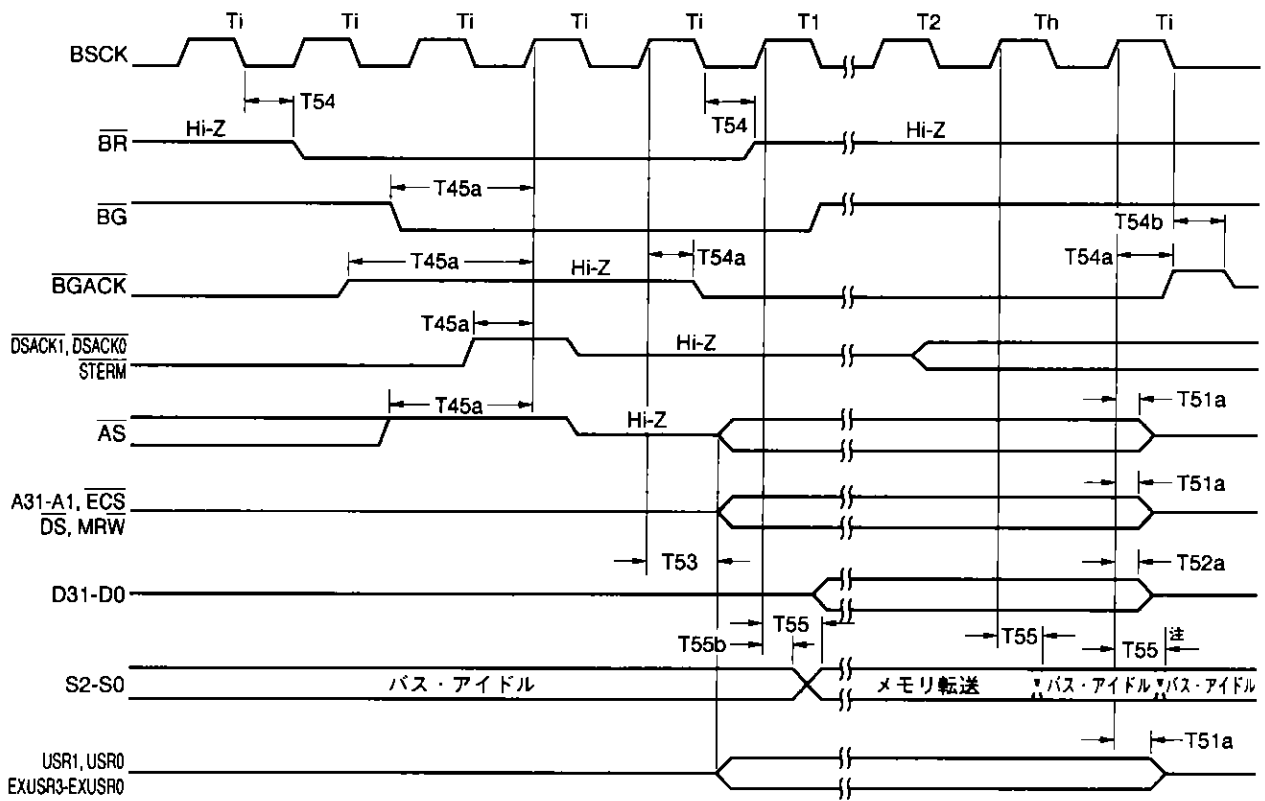 Ti Ti Ti Ti Ti T1 T2 Th Ti
BSCK
T54 T54
BR Hi-Z Hi-Z
T45a
BG
T54b
T45a T54a T54a
BGACK Hi-Z
T45a
DSACK1, DSACK0 Hi-Z
STERM
T45a T51a
AS Hi-Z
A31-A1, ECS T51a
DS, MRW
T53 T52a
D31-D0
T55b T55 T55 T55 注
S2-S0 バス・アイドル メモリ転送 バス・アイドル バス・アイドル
USR1, USR0 T51a
EXUSR3-EXUSR0